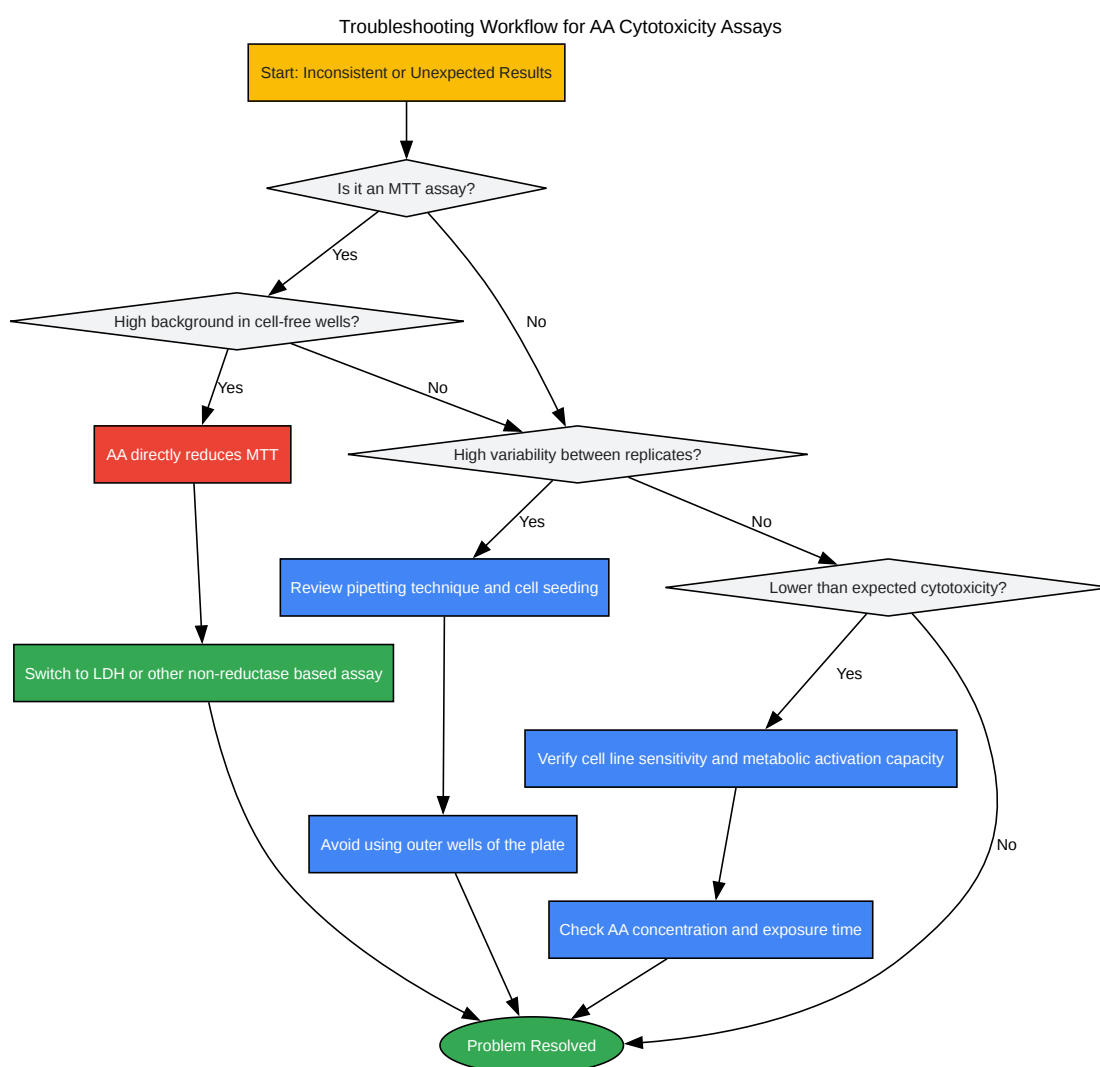 Troubleshooting Workflow for AA Cytotoxicity Assays
Start: Inconsistent or Unexpected Results
Is it an MTT assay?
Yes
No
High background in cell-free wells?
Yes
No
AA directly reduces MTT
High variability between replicates?
Yes
No
Review pipetting technique and cell seeding
Lower than expected cytotoxicity?
Switch to LDH or other non-reductase based assay
Yes
Verify cell line sensitivity and metabolic activation capacity
Avoid using outer wells of the plate
No
Check AA concentration and exposure time
Problem Resolved